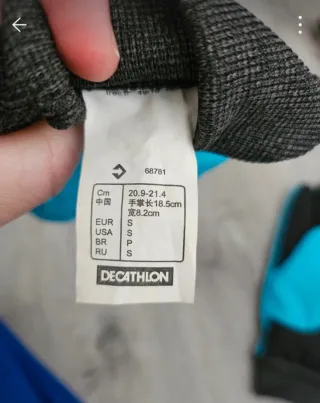 68781
Cm 20.9-21.4
中国 手掌长18.5cm
宽8.2cm
EUR S
USA S
BR P
RU S
DECATHLON